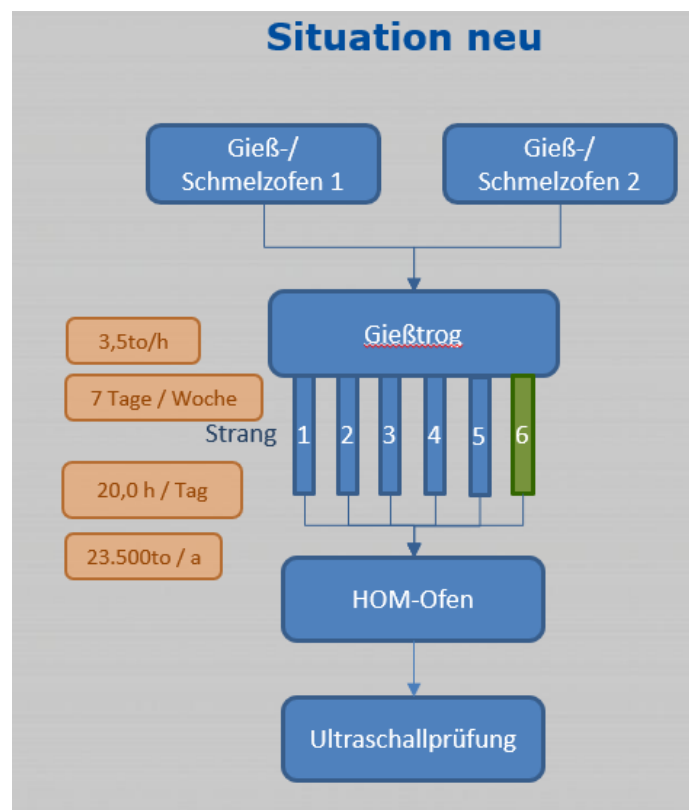 Situation neu
Gieß-/
Schmelzofen 1
Gieß-/
Schmelzofen 2
Gießtrog
3,5to/h
7 Tage / Woche
Strang
1
2
3
4
5
6
20,0 h / Tag
23.500to / a
HOM-Ofen
Ultraschallprüfung